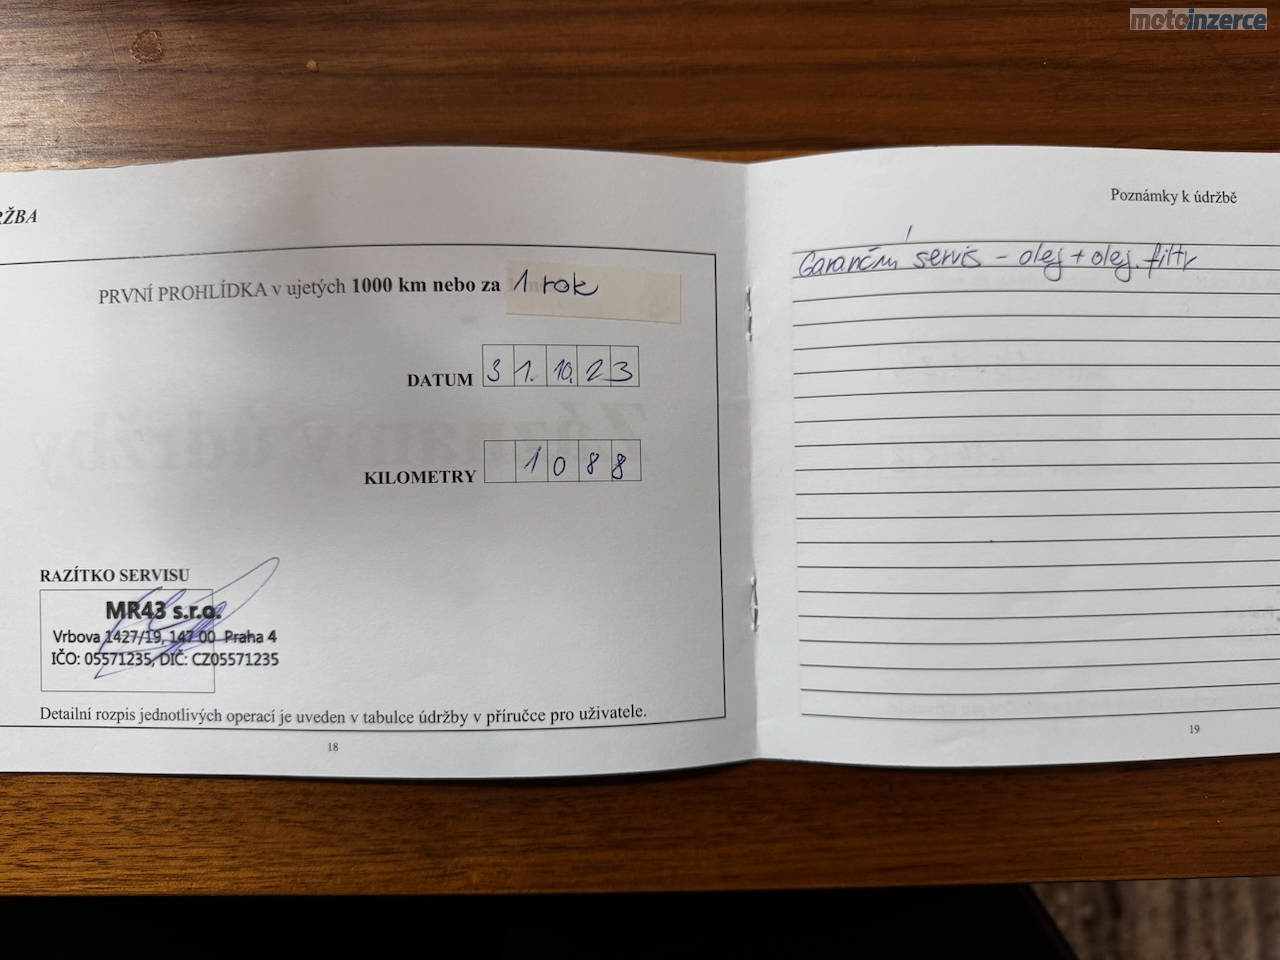 motoinzerce
RŽBA
PRVNÍ PROHLÍDKA v ujetých 1000 km nebo za 1 rok
DATUM 31.10.23
KILOMETRY 1088
RAZÍTKO SERVISU
MR43 s.r.o.
Vrbova 1427/19, 147 00 Praha 4
IČO: 05571235, DIČ: CZ05571235
Detailní rozpis jednotlivých operací je uveden v tabulce údržby v příručce pro uživatele.
18
Poznámky k údržbě
Garanční servis - olej + olej. filtr
19